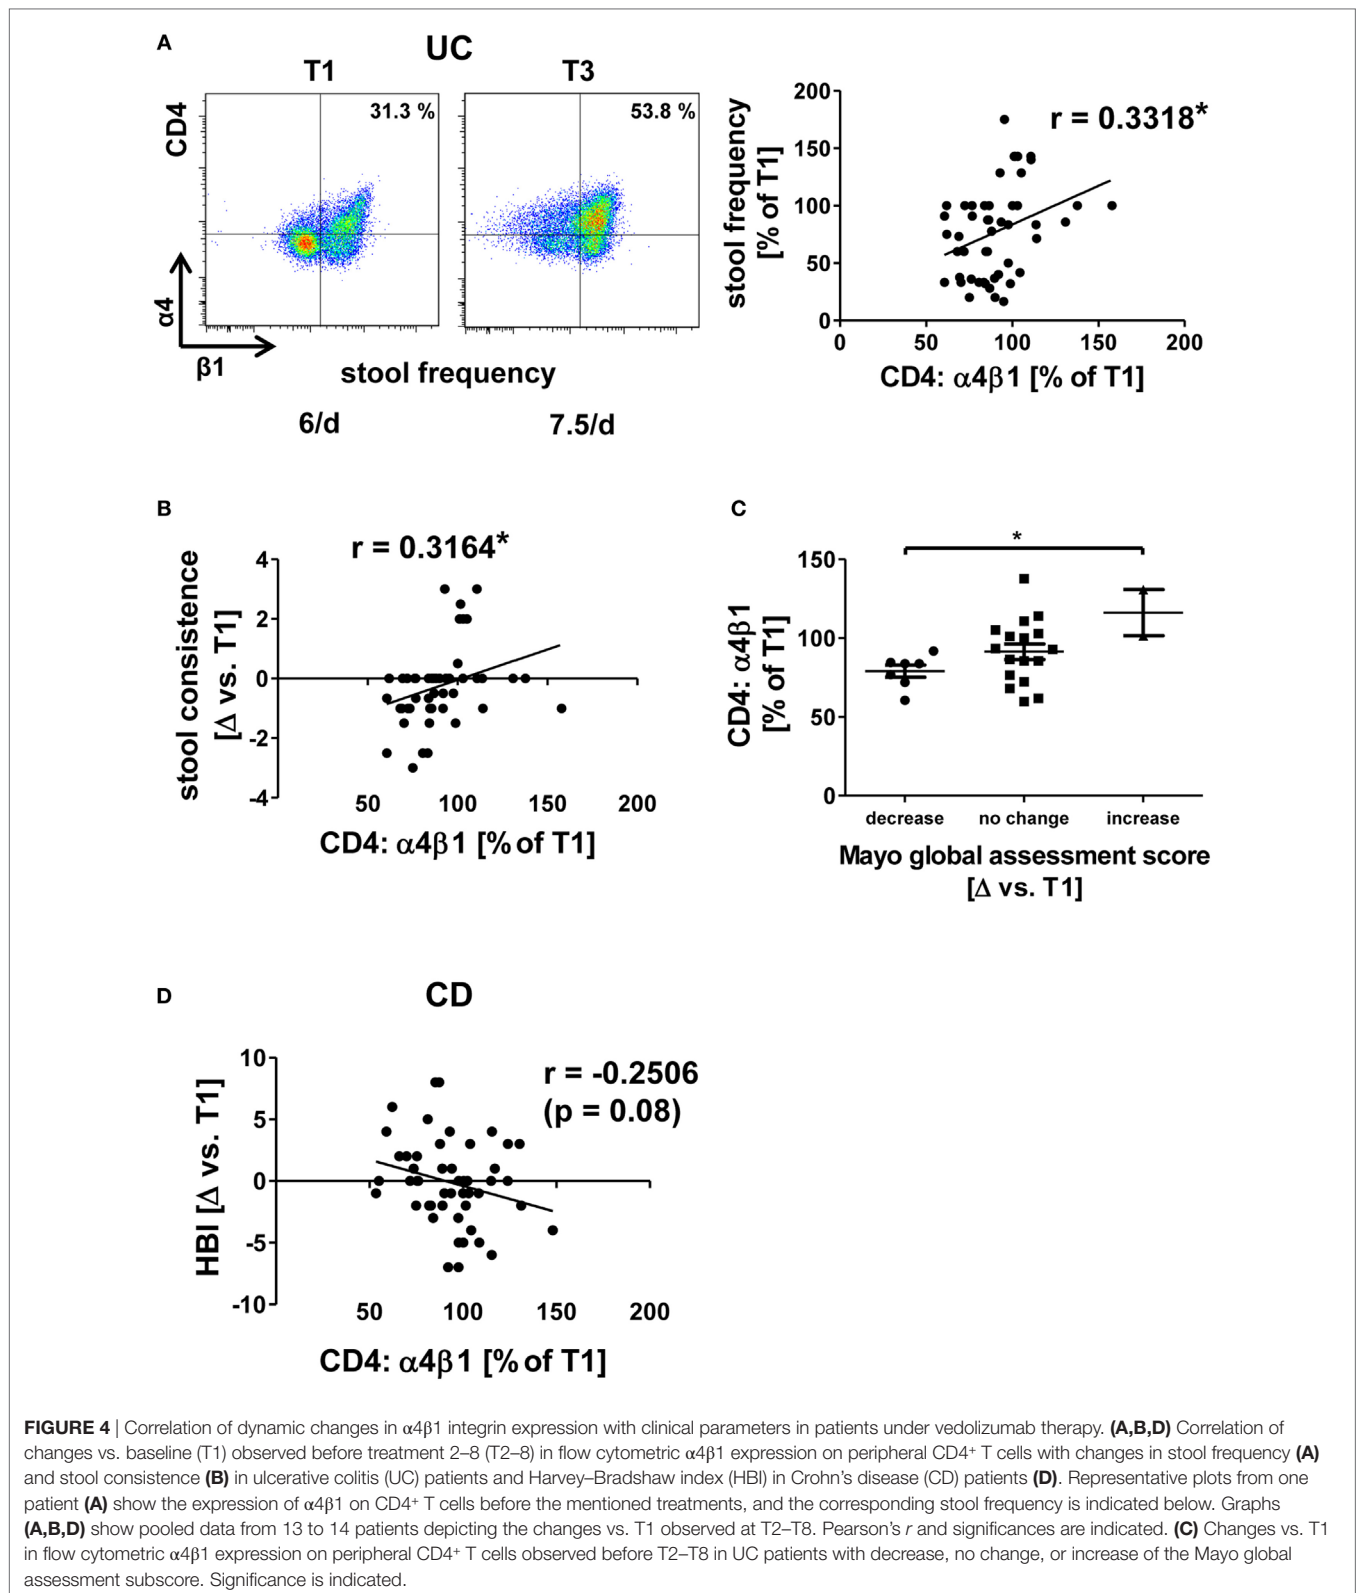 A
UC
T1
T3
CD4
31.3 %
53.8 %
α4
β1
stool frequency
6/d
7.5/d
r = 0.3318*
stool frequency
[% of T1]
200
150
100
50
0
0
50
100
150
200
CD4: α4β1 [% of T1]
B
r = 0.3164*
stool consistence
[Δ vs. T1]
4
2
0
-2
-4
50
100
150
200
CD4: α4β1 [% of T1]
C
*
CD4: α4β1
[% of T1]
150
100
50
0
decrease
no change
increase
Mayo global assessment score
[Δ vs. T1]
D
CD
r = -0.2506
(p = 0.08)
HBI [Δ vs. T1]
10
5
0
-5
-10
50
100
150
200
CD4: α4β1 [% of T1]
FIGURE 4 | Correlation of dynamic changes in α4β1 integrin expression with clinical parameters in patients under vedolizumab therapy. (A,B,D) Correlation of
changes vs. baseline (T1) observed before treatment 2–8 (T2–8) in flow cytometric α4β1 expression on peripheral CD4⁺ T cells with changes in stool frequency (A)
and stool consistence (B) in ulcerative colitis (UC) patients and Harvey–Bradshaw index (HBI) in Crohn's disease (CD) patients (D). Representative plots from one
patient (A) show the expression of α4β1 on CD4⁺ T cells before the mentioned treatments, and the corresponding stool frequency is indicated below. Graphs
(A,B,D) show pooled data from 13 to 14 patients depicting the changes vs. T1 observed at T2–T8. Pearson's r and significances are indicated. (C) Changes vs. T1
in flow cytometric α4β1 expression on peripheral CD4⁺ T cells observed before T2–T8 in UC patients with decrease, no change, or increase of the Mayo global
assessment subscore. Significance is indicated.